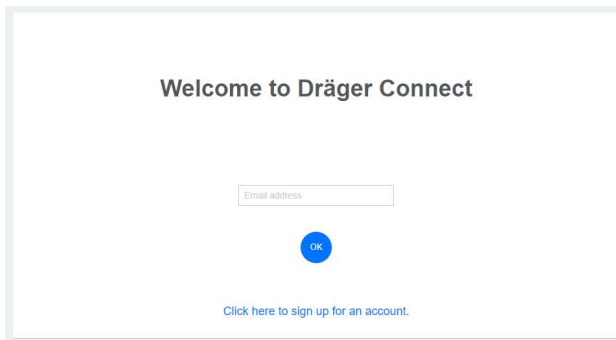 Welcome to Dräger Connect
Email address
OK
Click here to sign up for an account.